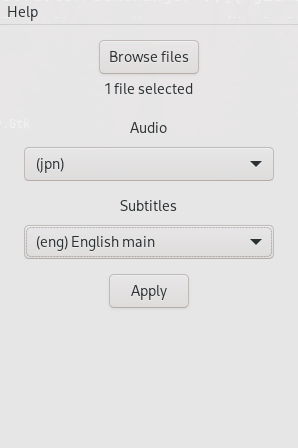 Help
Browse files
1 file selected
Audio
(jpn)
Subtitles
(eng) English main
Apply